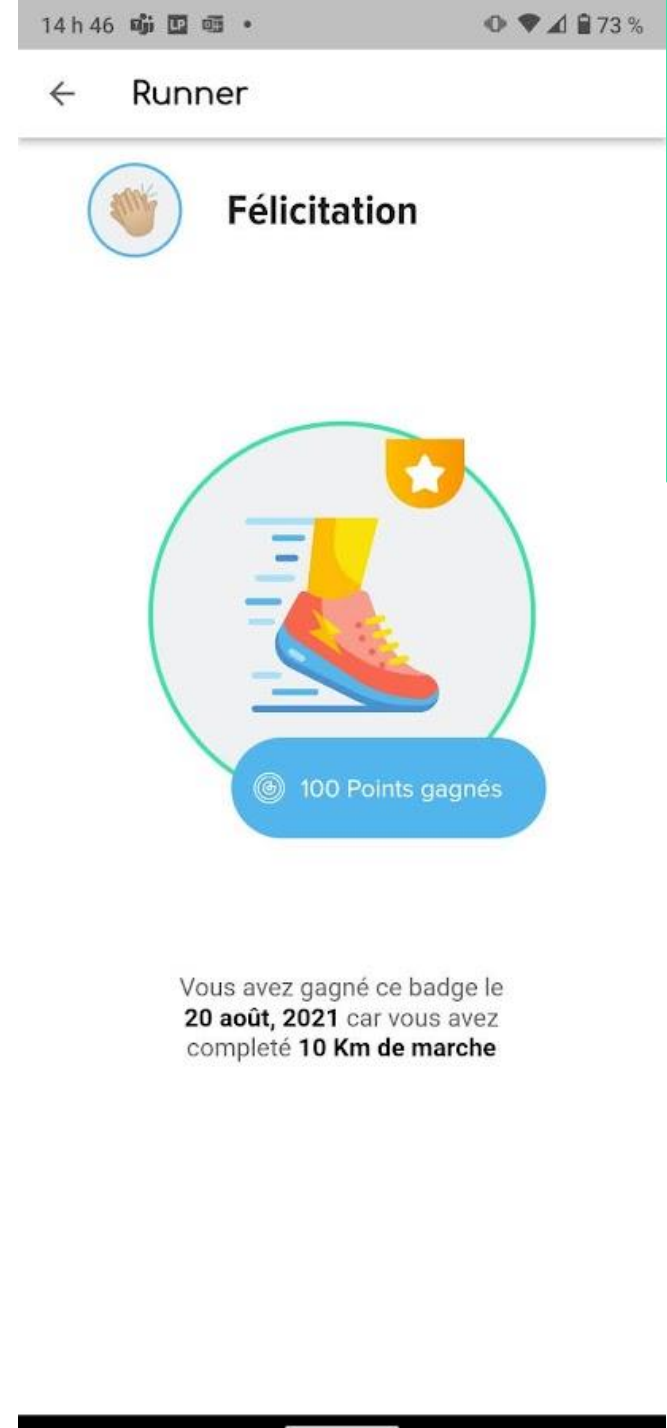 14 h 46 73 %
Runner
Félicitation
100 Points gagnés
Vous avez gagné ce badge le
20 août, 2021 car vous avez
completé 10 Km de marche